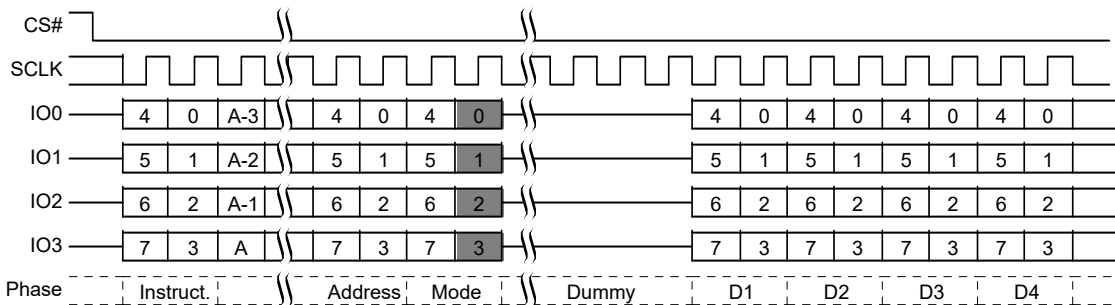 CS#
SCLK
IO0 4 0 A-3 4 0 4 0 4 0 4 0 4 0 4 0
IO1 5 1 A-2 5 1 5 1 5 1 5 1 5 1 5 1
IO2 6 2 A-1 6 2 6 2 6 2 6 2 6 2 6 2
IO3 7 3 A 7 3 7 3 7 3 7 3 7 3 7 3
Phase Instruct. Address Mode Dummy D1 D2 D3 D4